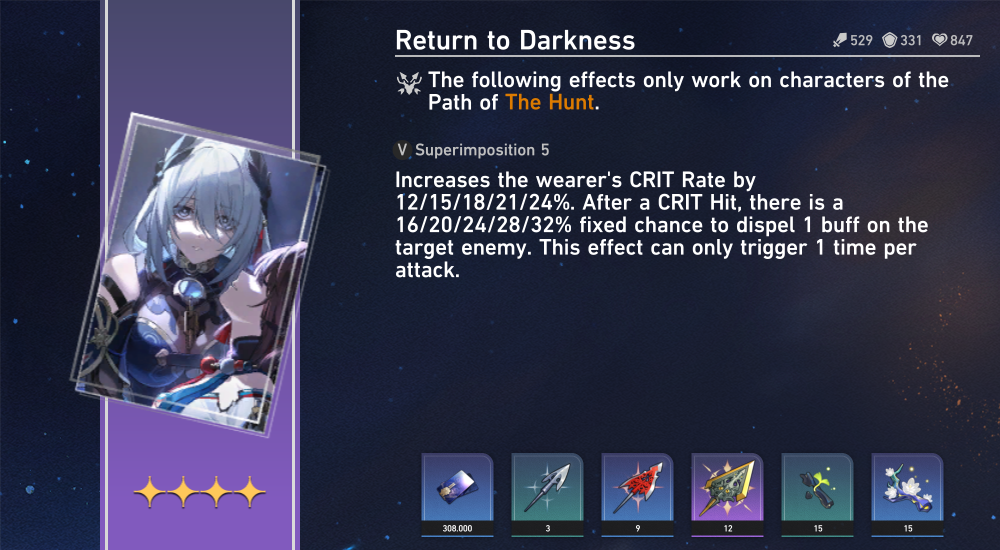 Return to Darkness
529 331 847
The following effects only work on characters of the
Path of The Hunt.
V Superimposition 5
Increases the wearer's CRIT Rate by
12/15/18/21/24%. After a CRIT Hit, there is a
16/20/24/28/32% fixed chance to dispel 1 buff on the
target enemy. This effect can only trigger 1 time per
attack.
308.000 3 9 12 15 15